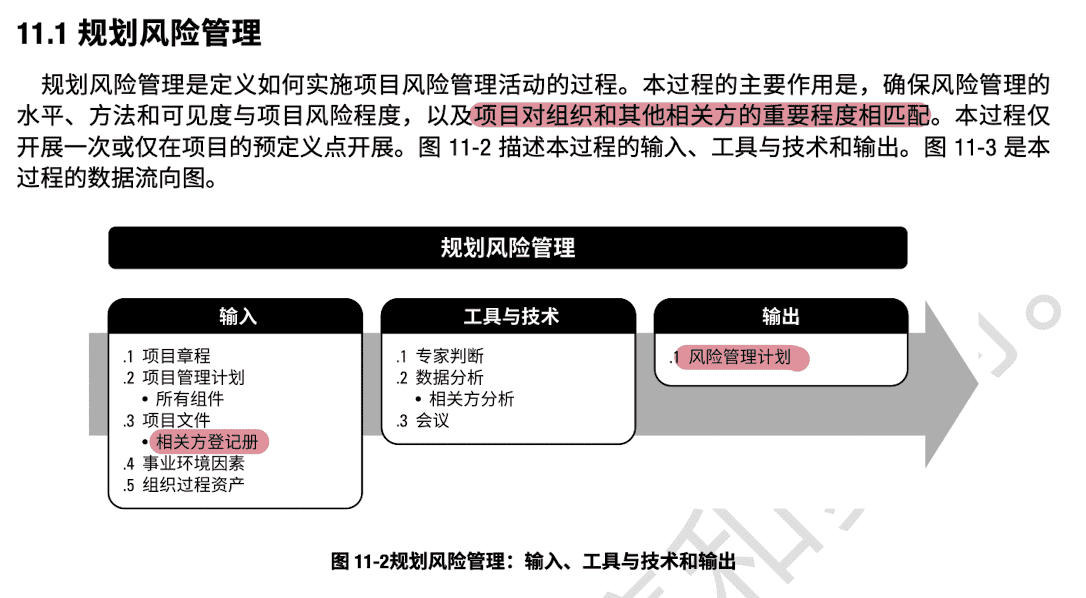 11.1 规划风险管理
规划风险管理是定义如何实施项目风险管理活动的过程。本过程的主要作用是，确保风险管理的
水平、方法和可见度与项目风险程度，以及项目对组织和其他相关方的重要程度相匹配。本过程仅
开展一次或仅在项目的预定义点开展。图 11-2 描述本过程的输入、工具与技术和输出。图 11-3 是本
过程的数据流向图。
规划风险管理
输入
.1 项目章程
.2 项目管理计划
• 所有组件
.3 项目文件
• 相关方登记册
.4 事业环境因素
.5 组织过程资产
工具与技术
.1 专家判断
.2 数据分析
• 相关方分析
.3 会议
输出
.1 风险管理计划
图 11-2规划风险管理：输入、工具与技术和输出